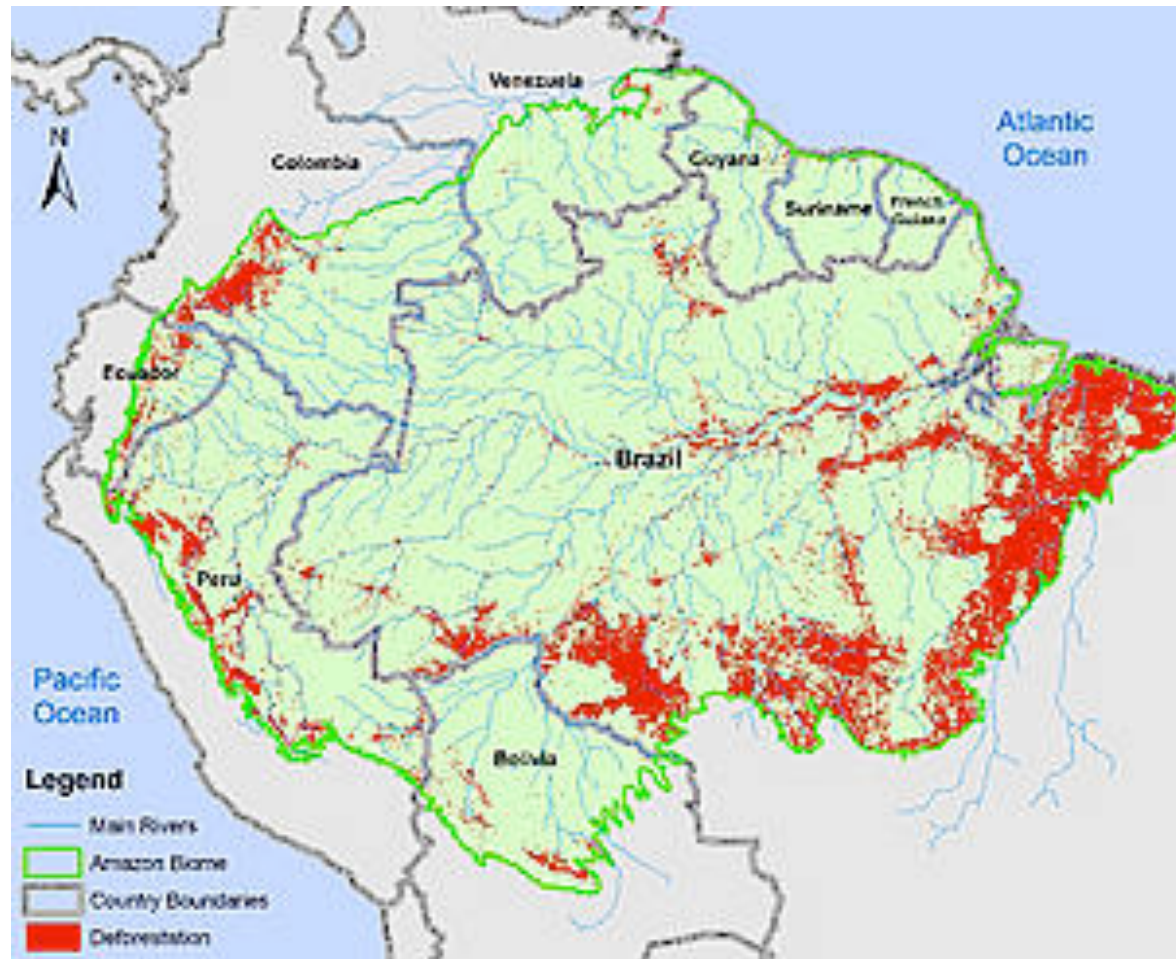 Venezuela
Atlantic
Ocean
N
Colombia
Guyana
Suriname
French
Guiana
Ecuador
Brazil
Peru
Pacific
Ocean
Bolivia
Legend
Main Rivers
Amazon Biome
Country Boundaries
Deforestation